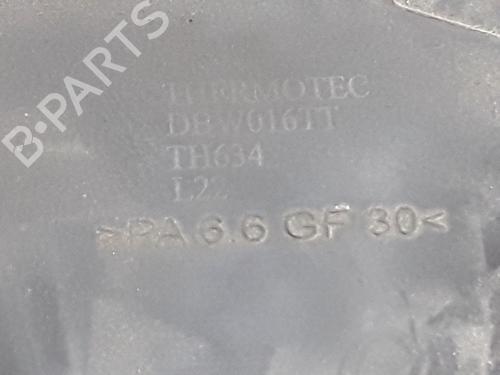 THERMOTEC
DBW016TT
TH634
L22
>PA 6.6 GF 30<
B-PARTS